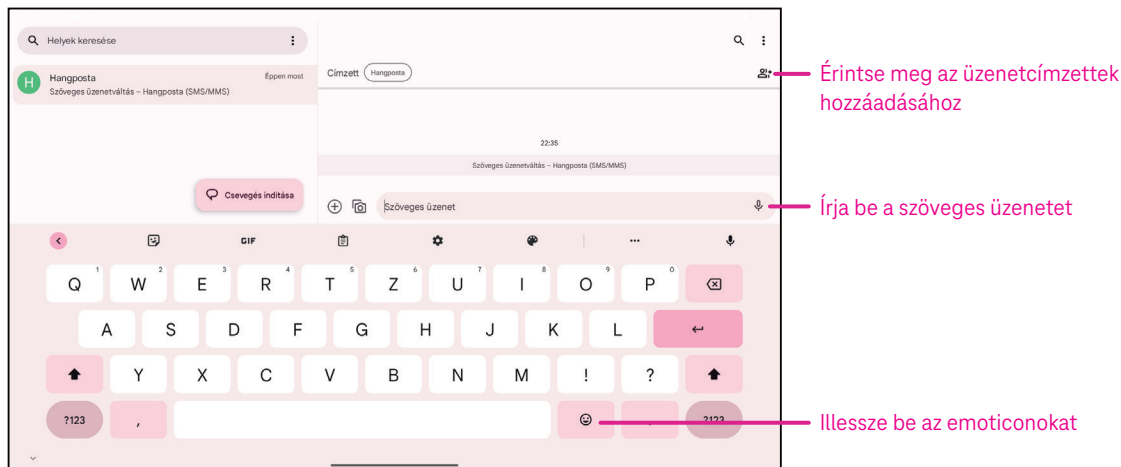 Helyek keresése
H
Hangposta
Éppen most
Szöveges üzenetváltás – Hangposta (SMS/MMS)
Csevegés indítása
Címzett Hangposta
22:35
Szöveges üzenetváltás – Hangposta (SMS/MMS)
Szöveges üzenet
GIF
Q 1 W 2 E 3 R 4 T 5 Z 6 U 7 I 8 O 9 P 0
A S D F G H J K L
Y X C V B N M ! ?
?123 , ?123
Érintse meg az üzenetcímzettek
hozzáadásához
Írja be a szöveges üzenetet
Illessze be az emoticonokat